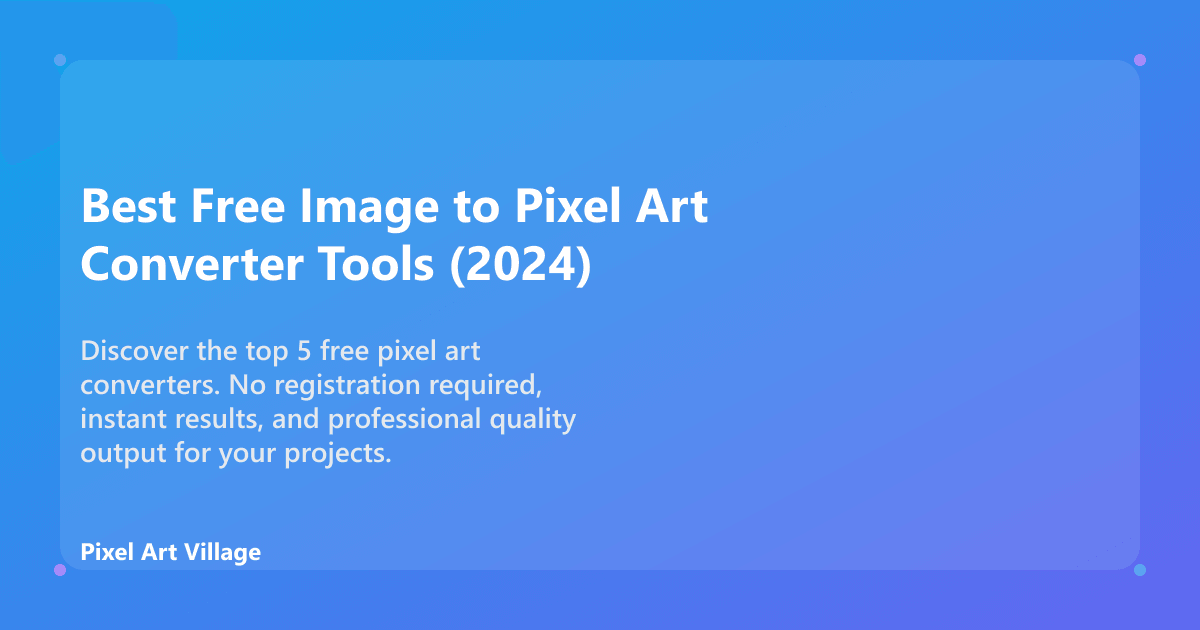 Best Free Image to Pixel Art
Converter Tools (2024)
Discover the top 5 free pixel art
converters. No registration required,
instant results, and professional quality
output for your projects.
Pixel Art Village